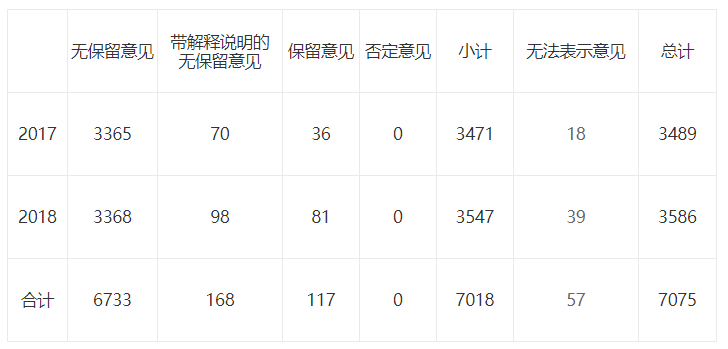 无保留意见 带解释说明的 保留意见 否定意见 小计 无法表示意见 总计
无保留意见
2017 3365 70 36 0 3471 18 3489
2018 3368 98 81 0 3547 39 3586
合计 6733 168 117 0 7018 57 7075